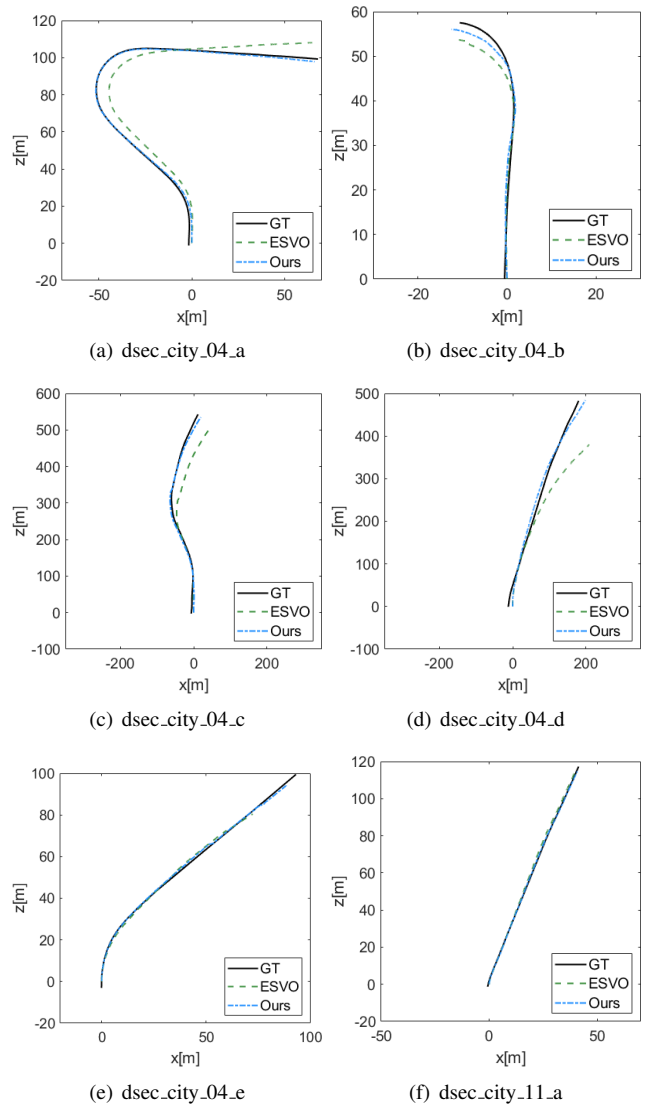 120
100
80
60
40
20
0
-20
z[m]
-50
0
50
x[m]
GT
ESVO
Ours
(a) dsec_city_04_a
60
50
40
30
20
10
0
z[m]
-20
0
20
x[m]
GT
ESVO
Ours
(b) dsec_city_04_b
600
500
400
300
200
100
0
-100
z[m]
-200
0
200
x[m]
GT
ESVO
Ours
(c) dsec_city_04_c
500
400
300
200
100
0
-100
z[m]
-200
0
200
x[m]
GT
ESVO
Ours
(d) dsec_city_04_d
100
80
60
40
20
0
-20
z[m]
0
50
100
x[m]
GT
ESVO
Ours
(e) dsec_city_04_e
120
100
80
60
40
20
0
-20
z[m]
-50
0
50
x[m]
GT
ESVO
Ours
(f) dsec_city_11_a